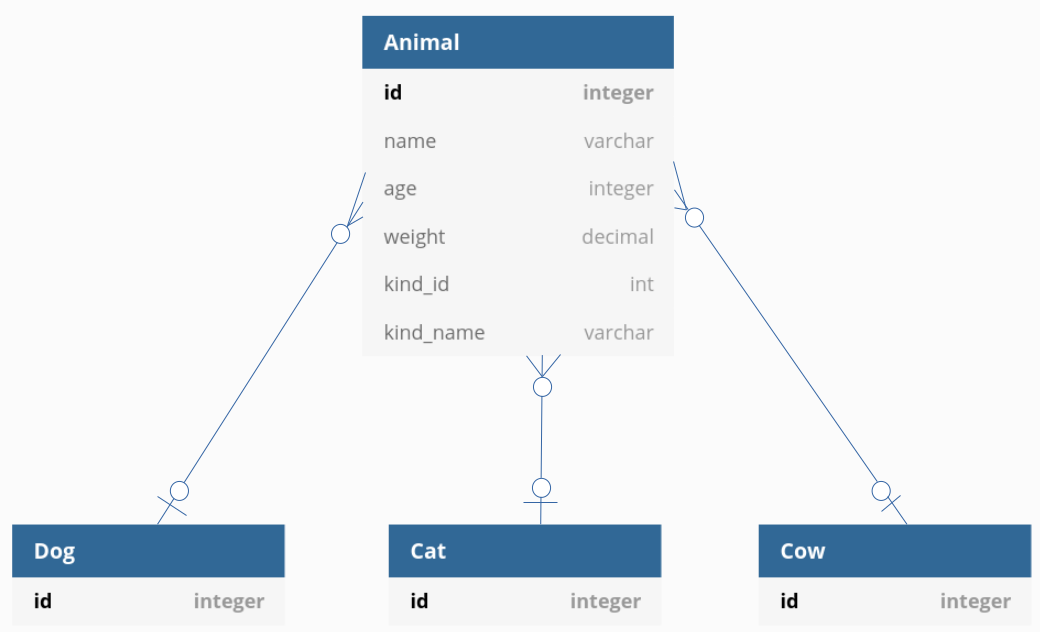 Animal
id integer
name varchar
age integer
weight decimal
kind_id int
kind_name varchar
Dog
id integer
Cat
id integer
Cow
id integer